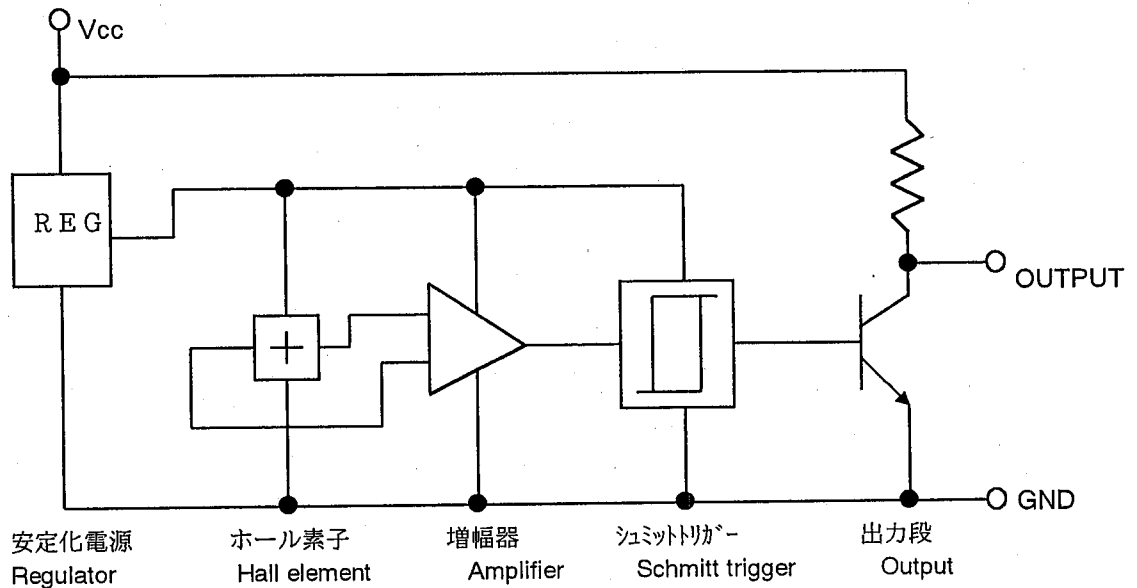 Vcc
REG
OUTPUT
GND
安定化電源
Regulator
ホール素子
Hall element
増幅器
Amplifier
ｼｭﾐｯﾄﾄﾘｶﾞｰ
Schmitt trigger
出力段
Output